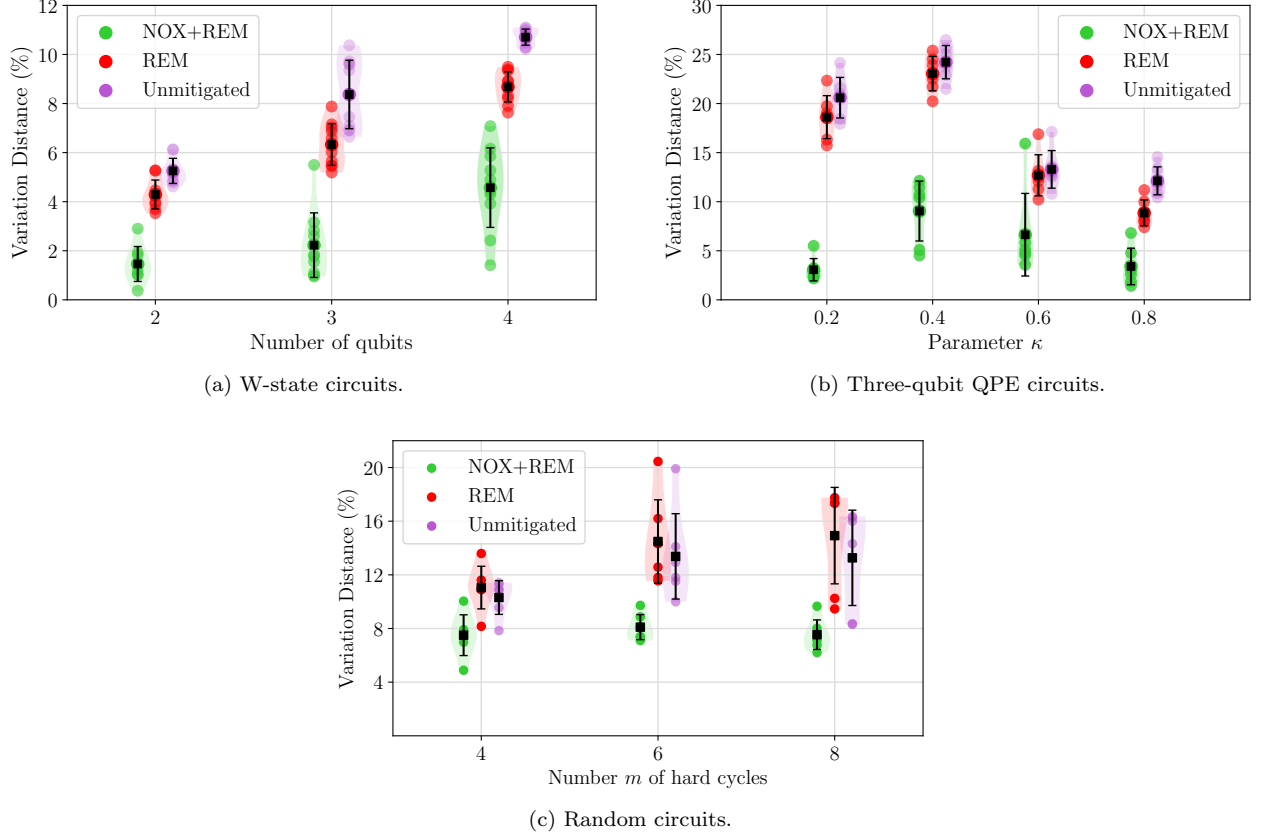 12
10
8
6
4
2
0
Variation Distance (%)
NOX+REM
REM
Unmitigated
2 3 4
Number of qubits
(a) W-state circuits.
30
25
20
15
10
5
0
Variation Distance (%)
NOX+REM
REM
Unmitigated
0.2 0.4 0.6 0.8
Parameter κ
(b) Three-qubit QPE circuits.
20
16
12
8
4
Variation Distance (%)
NOX+REM
REM
Unmitigated
4 6 8
Number m of hard cycles
(c) Random circuits.